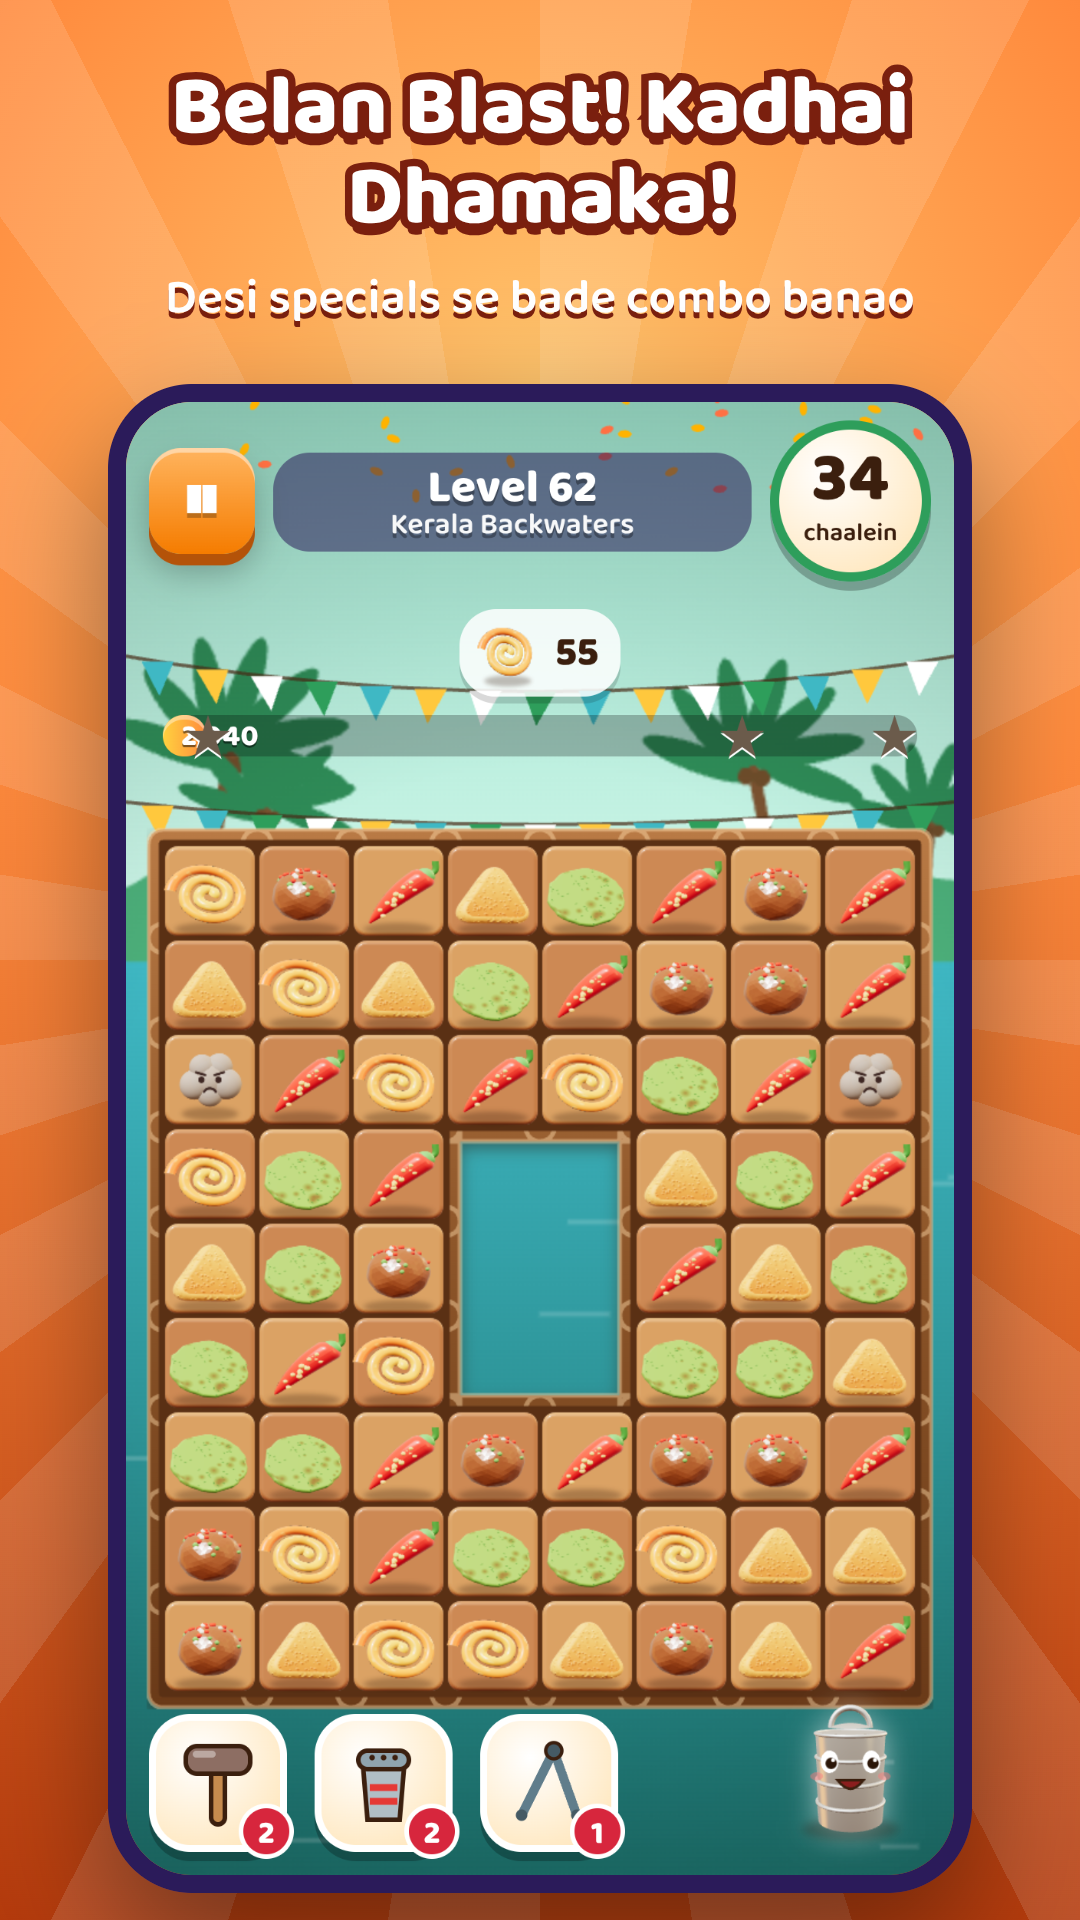 Belan Blast! Kadhai
Dhamaka!
Desi specials se bade combo banao
Level 62
Kerala Backwaters
34
chaalein
55
2
2
1